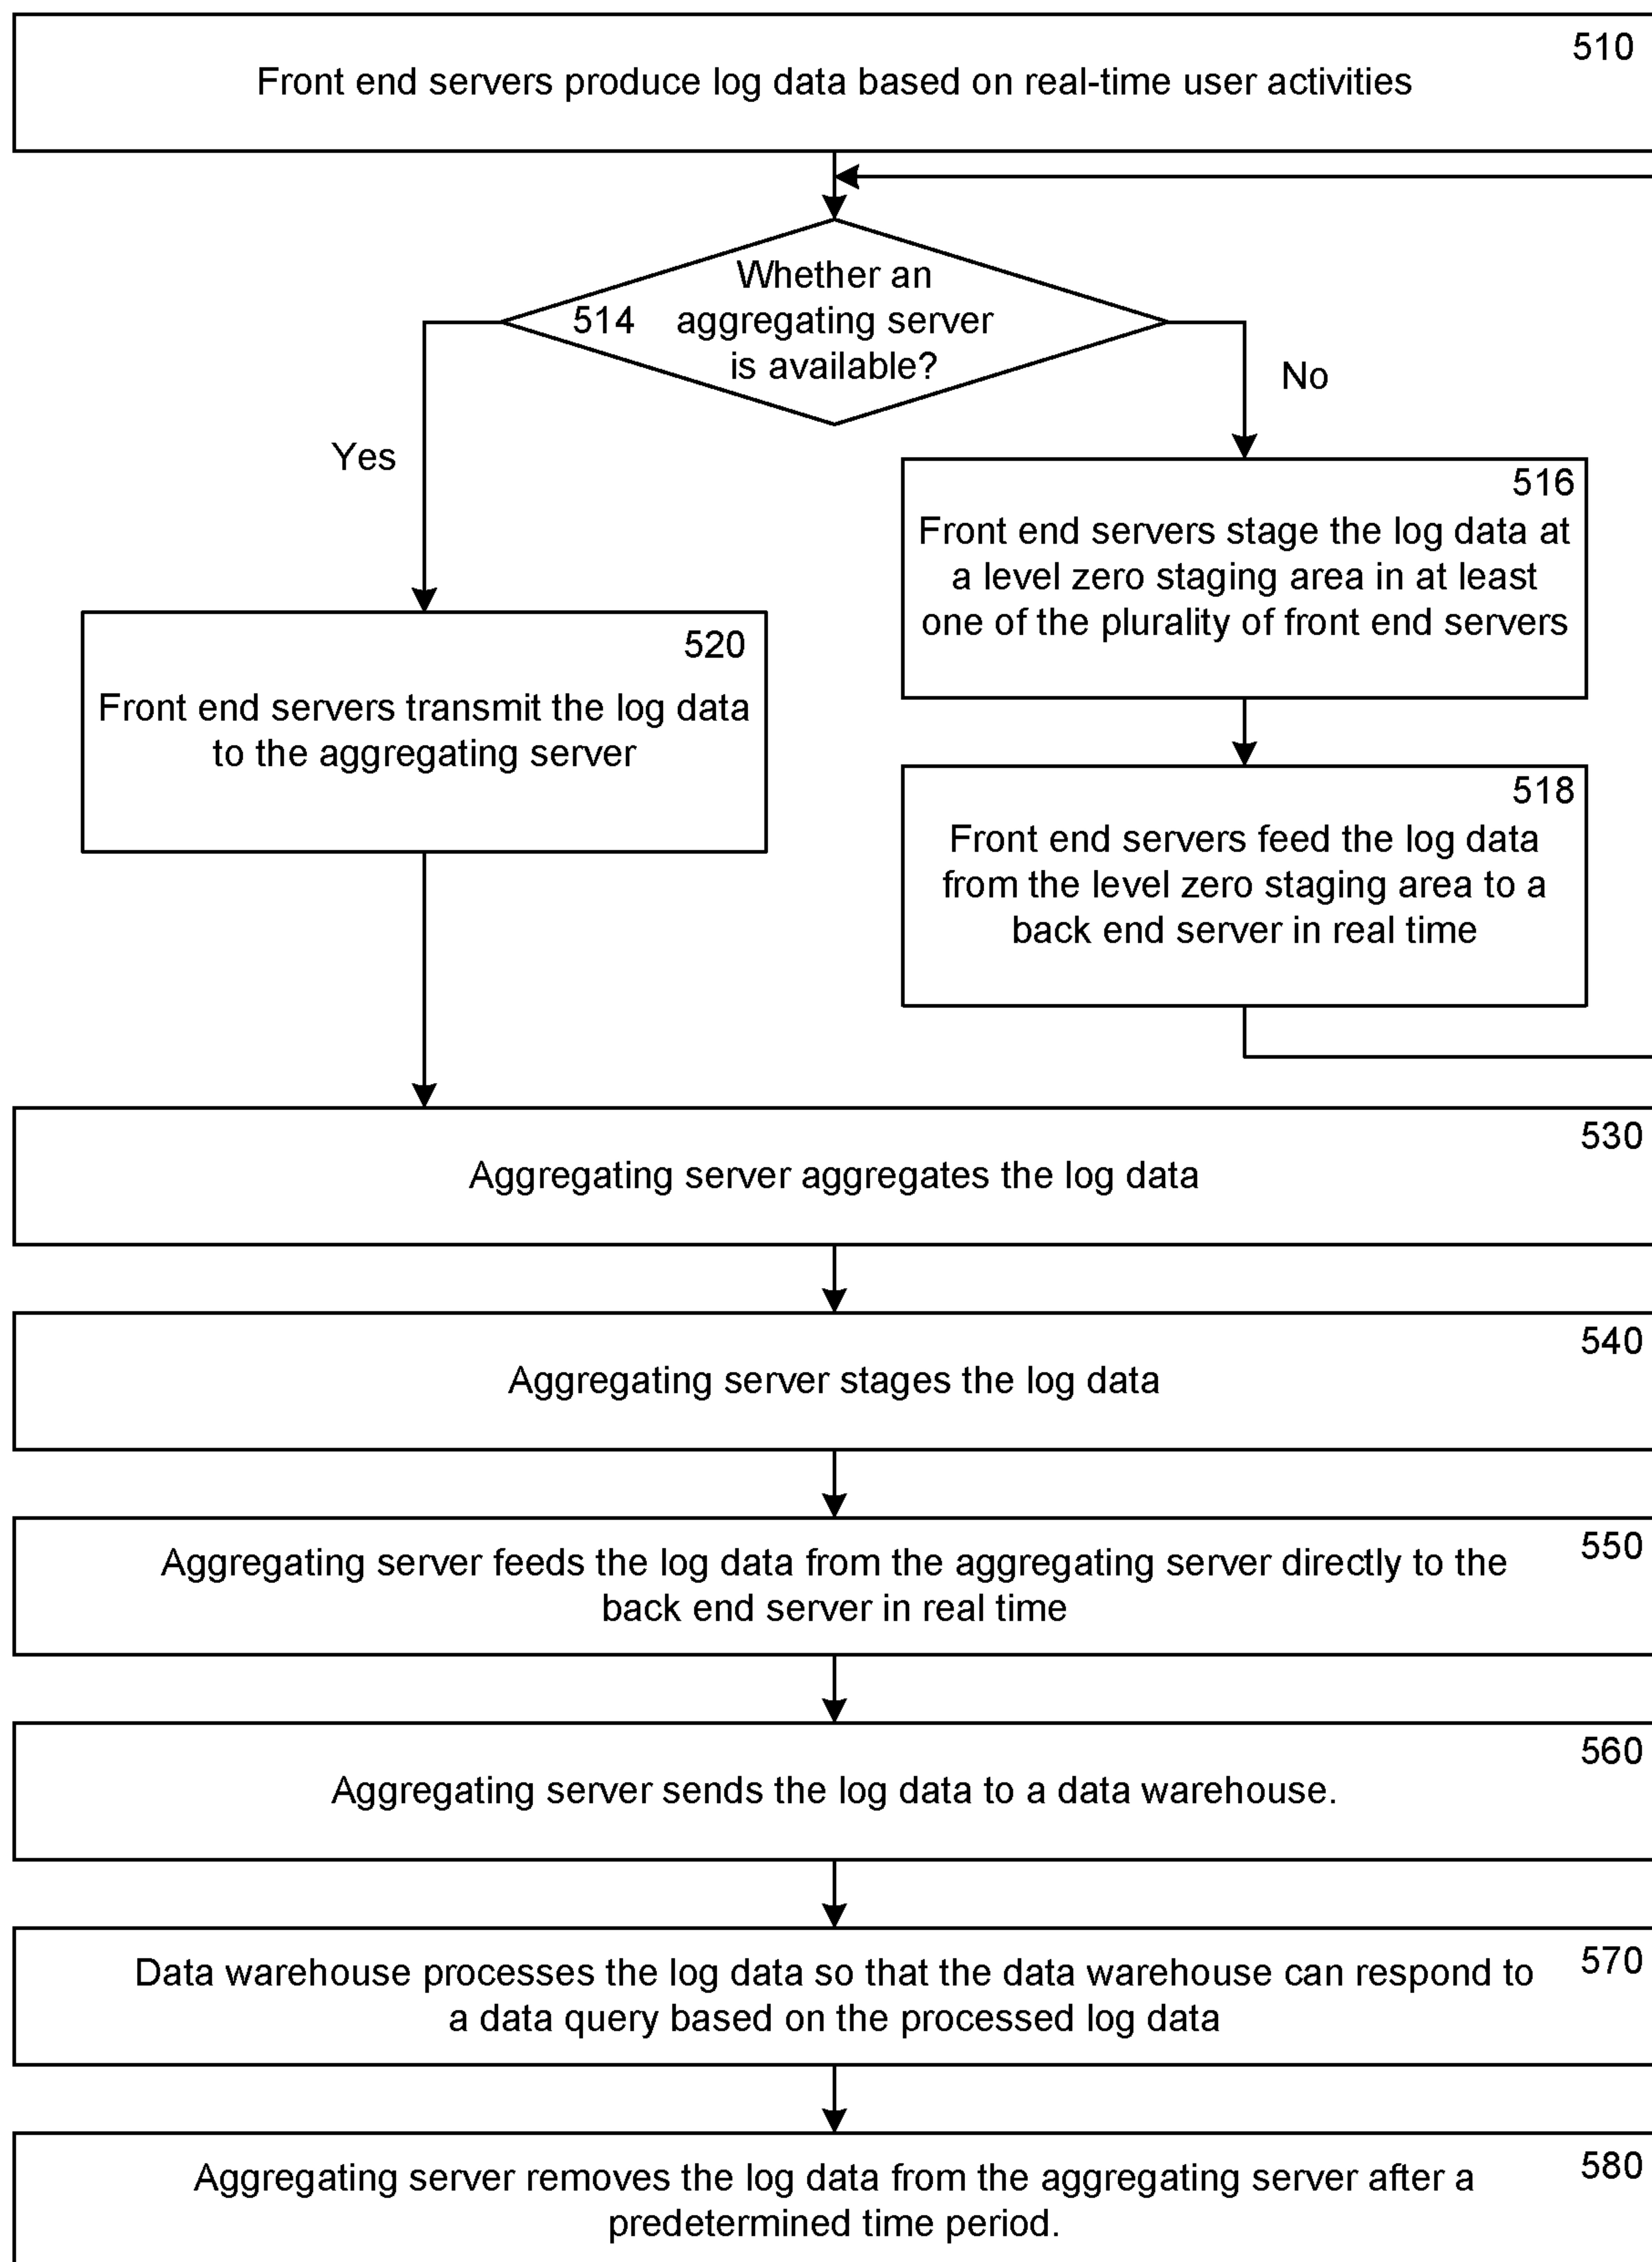 510
Front end servers produce log data based on real-time user activities
Whether an
514 aggregating server
is available?
No
Yes
516
Front end servers stage the log data at
a level zero staging area in at least
one of the plurality of front end servers
520
Front end servers transmit the log data
to the aggregating server
518
Front end servers feed the log data
from the level zero staging area to a
back end server in real time
530
Aggregating server aggregates the log data
540
Aggregating server stages the log data
550
Aggregating server feeds the log data from the aggregating server directly to the
back end server in real time
560
Aggregating server sends the log data to a data warehouse.
570
Data warehouse processes the log data so that the data warehouse can respond to
a data query based on the processed log data
580
Aggregating server removes the log data from the aggregating server after a
predetermined time period.